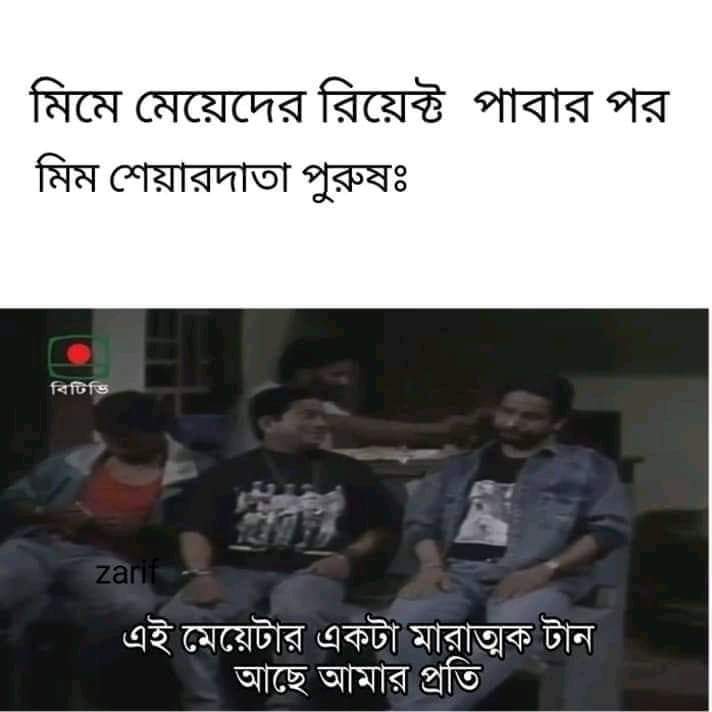 মিমে মেয়েদের রিয়েক্ট পাবার পর
মিম শেয়ারদাতা পুরুষঃ
বিটিভি
zarif
এই মেয়েটার একটা মারাত্মক টান
আছে আমার প্রতি